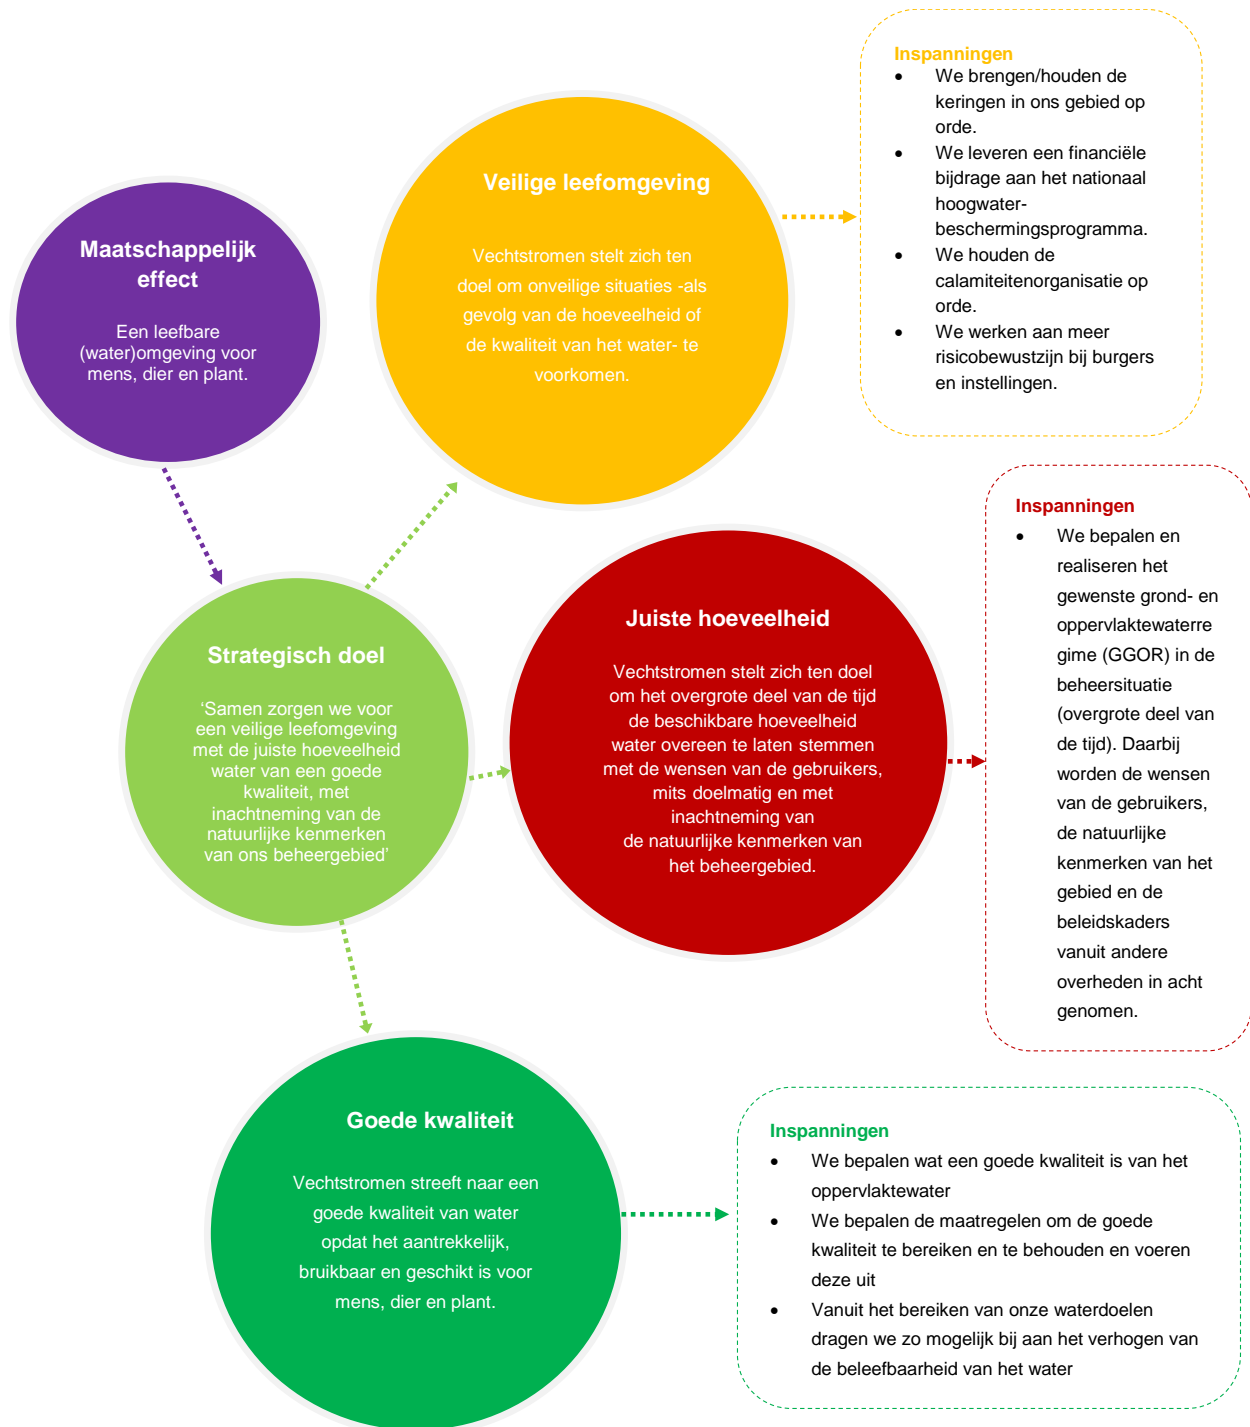 Maatschappelijk
effect
Een leefbare
(water)omgeving voor
mens, dier en plant.
Veilige leefomgeving
Vechtstromen stelt zich ten
doel om onveilige situaties -als
gevolg van de hoeveelheid of
de kwaliteit van het water- te
voorkomen.
Inspanningen
• We brengen/houden de
keringen in ons gebied op
orde.
• We leveren een financiële
bijdrage aan het nationaal
hoogwater-
beschermingsprogramma.
• We houden de
calamiteitenorganisatie op
orde.
• We werken aan meer
risicobewustzijn bij burgers
en instellingen.
Strategisch doel
‘Samen zorgen we voor
een veilige leefomgeving
met de juiste hoeveelheid
water van een goede
kwaliteit, met
inachtneming van de
natuurlijke kenmerken
van ons beheergebied’
Juiste hoeveelheid
Vechtstromen stelt zich ten doel
om het overgrote deel van de tijd
de beschikbare hoeveelheid
water overeen te laten stemmen
met de wensen van de gebruikers,
mits doelmatig en met
inachtneming van
de natuurlijke kenmerken van
het beheergebied.
Inspanningen
• We bepalen en
realiseren het
gewenste grond- en
oppervlaktewaterre
gime (GGOR) in de
beheersituatie
(overgrote deel van
de tijd). Daarbij
worden de wensen
van de gebruikers,
de natuurlijke
kenmerken van het
gebied en de
beleidskaders
vanuit andere
overheden in acht
genomen.
Goede kwaliteit
Vechtstromen streeft naar een
goede kwaliteit van water
opdat het aantrekkelijk,
bruikbaar en geschikt is voor
mens, dier en plant.
Inspanningen
• We bepalen wat een goede kwaliteit is van het
oppervlaktewater
• We bepalen de maatregelen om de goede
kwaliteit te bereiken en te behouden en voeren
deze uit
• Vanuit het bereiken van onze waterdoelen
dragen we zo mogelijk bij aan het verhogen van
de beleefbaarheid van het water